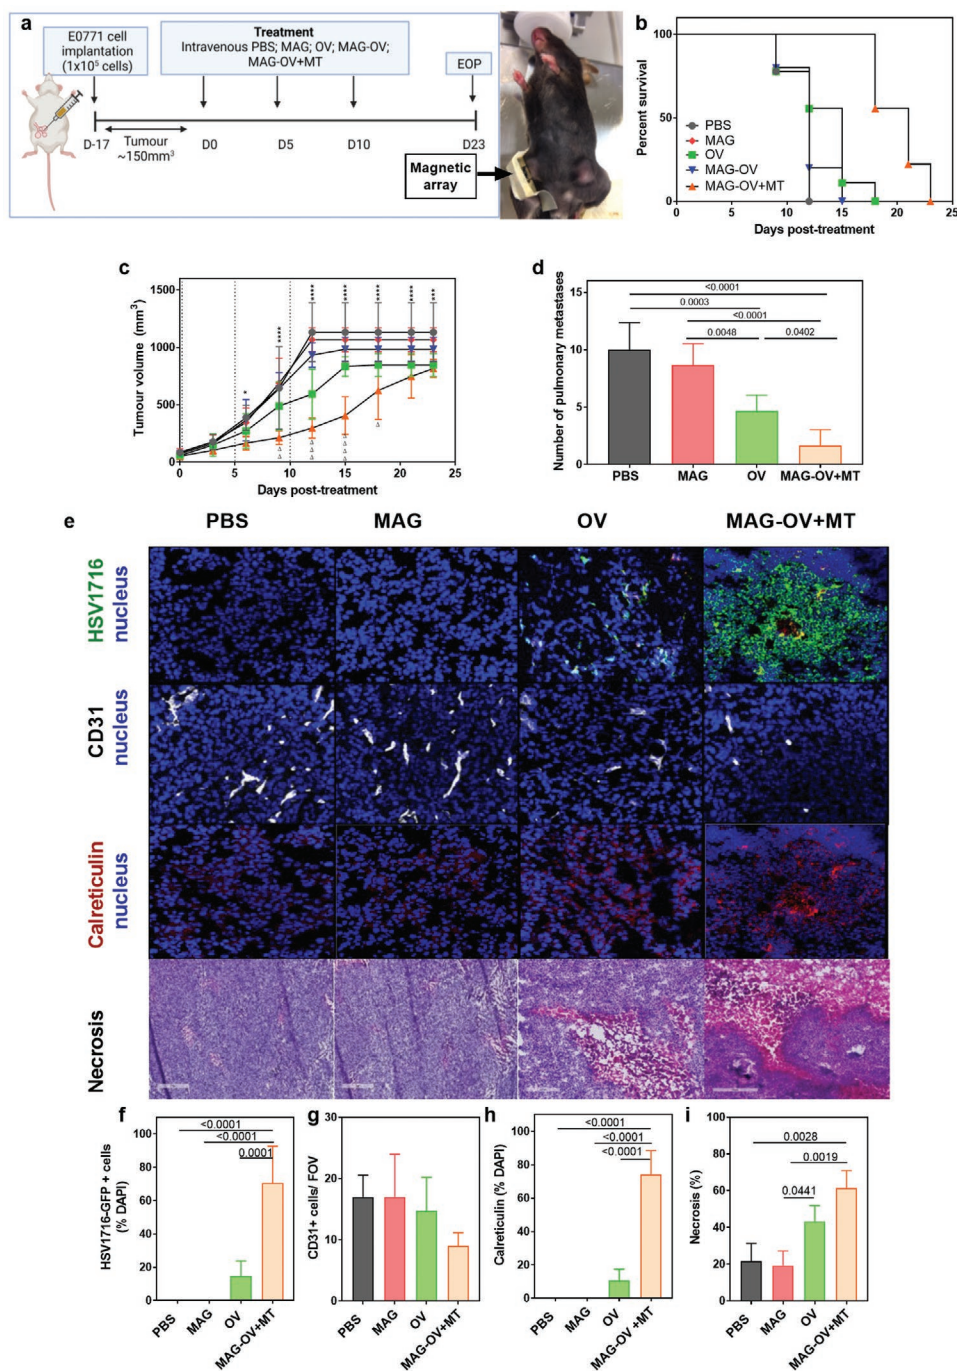 a
E0771 cell
implantation
(1x10⁵ cells)
Treatment
Intravenous PBS; MAG; OV; MAG-OV;
MAG-OV+MT
EOP
Tumour
~150mm³
D-17
D0
D5
D10
D23
Magnetic
array
b
Percent survival
100
50
0
PBS
MAG
OV
MAG-OV
MAG-OV+MT
0 5 10 15 20 25
Days post-treatment
c
Tumour volume (mm³)
1500
1000
500
0
* *** **** **** **** **** ***
0 5 10 15 20 25
Days post-treatment
d
Number of pulmonary metastases
15
10
5
0
<0.0001
0.0003
<0.0001
0.0048 0.0402
PBS MAG OV MAG-OV+MT
e
PBS MAG OV MAG-OV+MT
HSV1716
nucleus
CD31
nucleus
Calreticulin
nucleus
Necrosis
f
HSV1716-GFP + cells
(% DAPI)
100
80
60
40
20
0
<0.0001
<0.0001
0.0001
PBS MAG OV MAG-OV+MT
g
CD31+ cells/ FOV
30
20
10
0
PBS MAG OV MAG-OV+MT
h
Calreticulin (% DAPI)
100
80
60
40
20
0
<0.0001
<0.0001
<0.0001
PBS MAG OV MAG-OV +MT
i
Necrosis (%)
100
80
60
40
20
0
0.0028
0.0019
0.0441
PBS MAG OV MAG-OV+MT